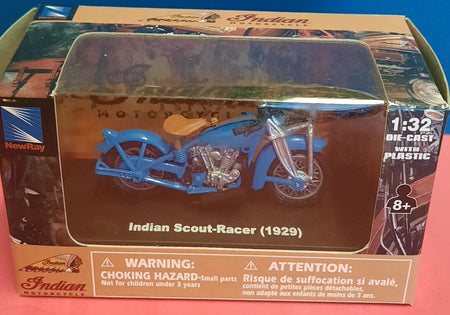 Indian
MOTORCYCLE
NewRay
1:32
DIE-CAST
WITH
PLASTIC
8+
Indian Scout-Racer (1929)
WARNING:
CHOKING HAZARD-Small parts
Not for children under 3 years
ATTENTION:
Risque de suffocation si avalé,
contient de petites pièces détachables,
non adapté aux enfants de moins de 3 ans.
Indian
MOTORCYCLE